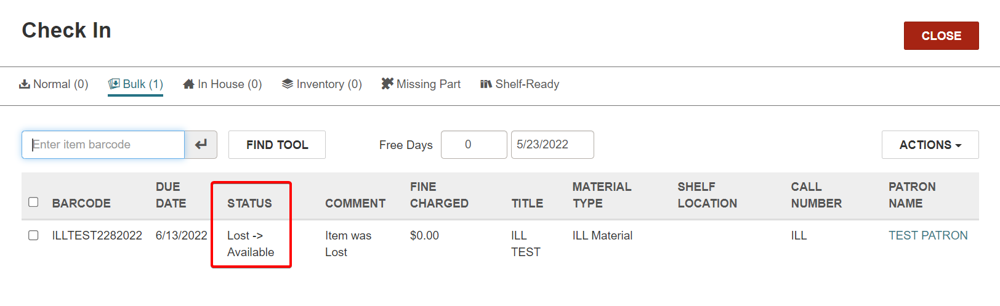 Check In
CLOSE
Normal (0) Bulk (1) In House (0) Inventory (0) Missing Part Shelf-Ready
Enter item barcode FIND TOOL Free Days 0 5/23/2022 ACTIONS
BARCODE DUE DATE STATUS COMMENT FINE CHARGED TITLE MATERIAL TYPE SHELF LOCATION CALL NUMBER PATRON NAME
ILLTEST2282022 6/13/2022 Lost -> Available Item was Lost $0.00 ILL TEST ILL Material ILL TEST PATRON